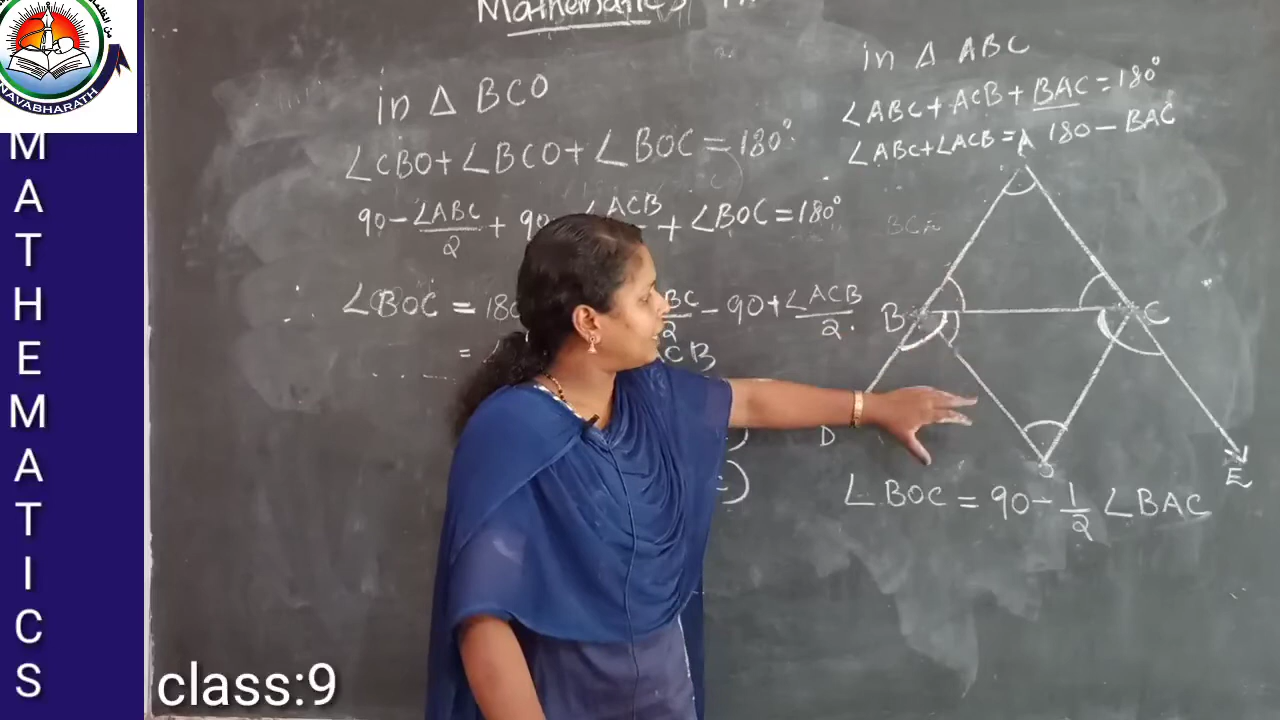 NAVABHARATH
MATHEMATICS
class:9
Mathematics
in Δ BCO
∠CBO+∠BCO+∠BOC=180°
90-∠ABC/2 + 90 ∠ACB + ∠BOC=180°
∴ ∠BOC = 180 BC/2 - 90+∠ACB/2.
= CB
)
)
in Δ ABC
∠ABC+ACB+BAC=180°
∠ABC+∠ACB= 180-BAC
A
B
C
D
O
E
∠BOC = 90-1/2 ∠BAC